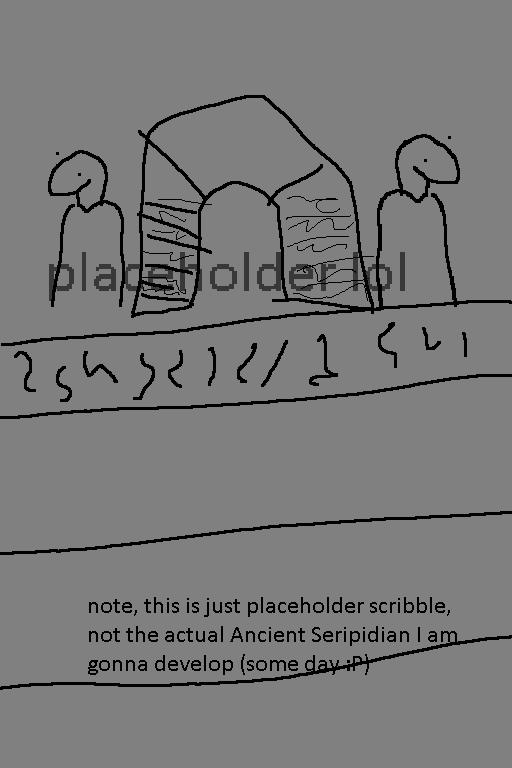 placeholder lol
note, this is just placeholder scribble,
not the actual Ancient Seripidian I am
gonna develop (some day :P)